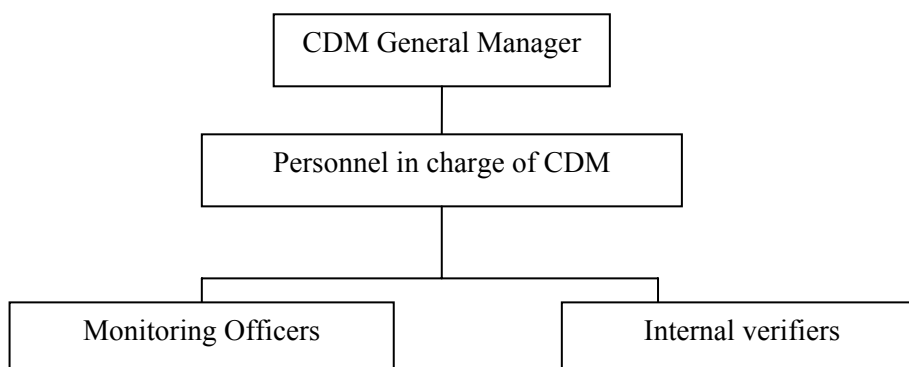 CDM General Manager
Personnel in charge of CDM
Monitoring Officers
Internal verifiers